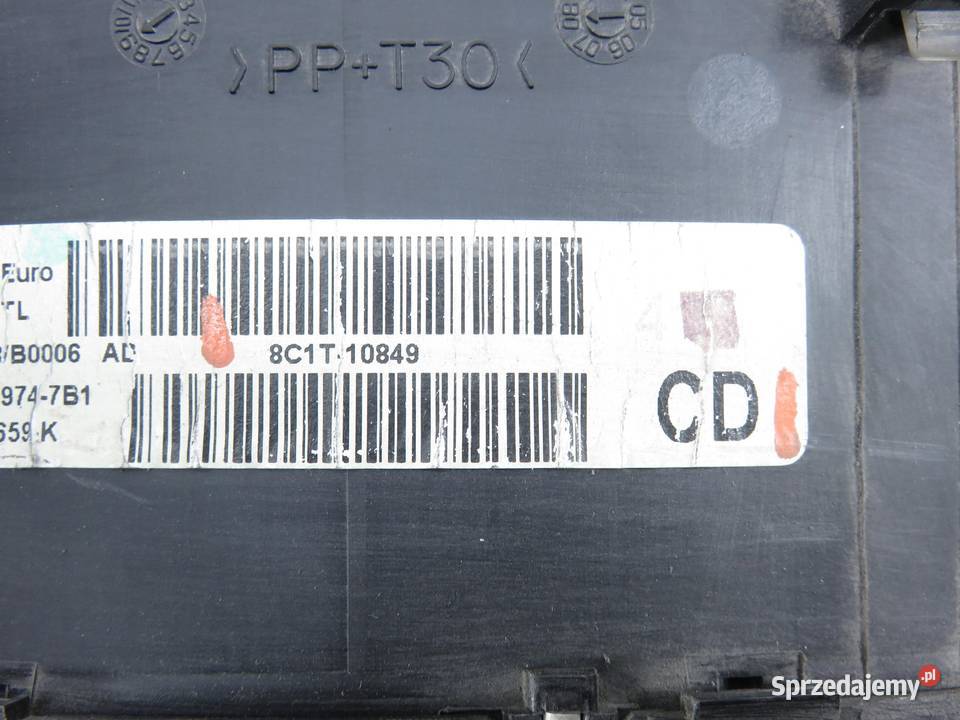 >PP+T30<
Euro
8C1T-10849
/B0006 AD
974-7B1
659 K
CD
Sprzedajemy.pl